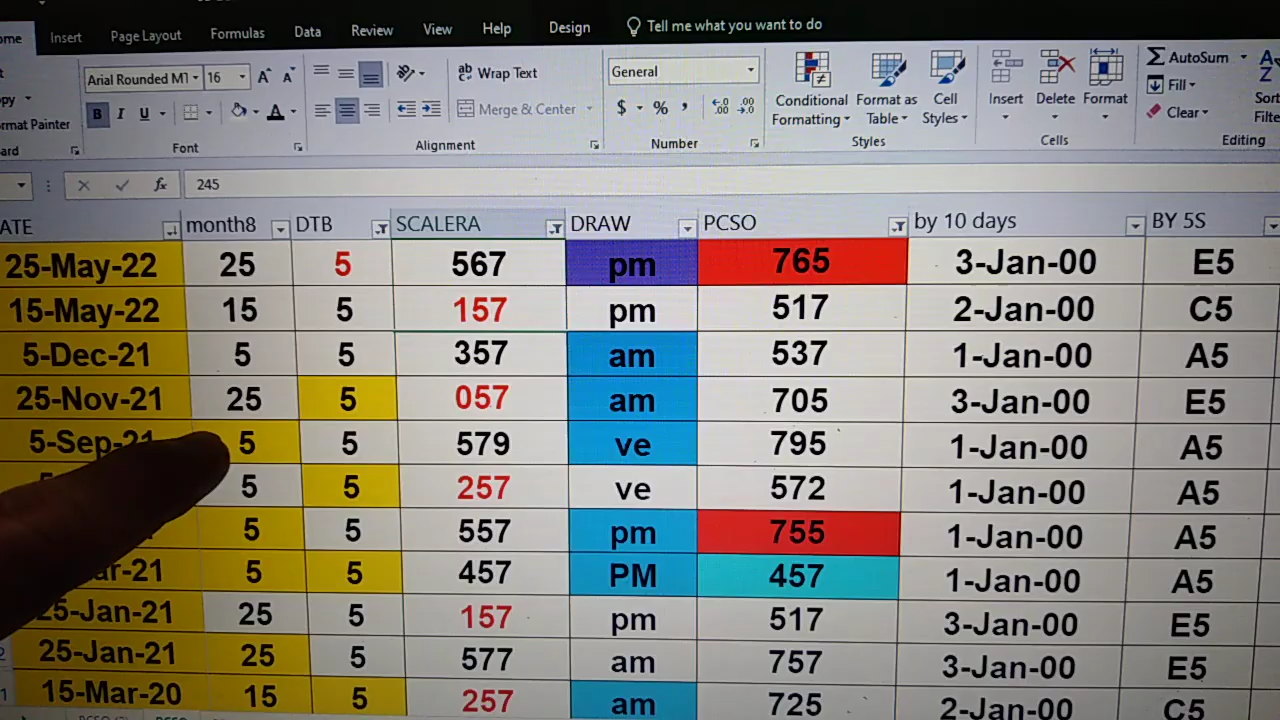 Help
Insert Page Layout Formulas Data Review View Design Tell me what you want to do
Arial Rounded MT 16 A A Wrap Text General Conditional Formatting Format as Table Cell Styles Insert Delete Format AutoSum
Fill
Clear
B I U A Merge & Center $ % , .00
Font Alignment Number Styles Cells Editing
fx 245
ATE month8 DTB SCALERA DRAW PCSO by 10 days BY 5S
25-May-22 25 5 567 pm 765 3-Jan-00 E5
15-May-22 15 5 157 pm 517 2-Jan-00 C5
5-Dec-21 5 5 357 am 537 1-Jan-00 A5
25-Nov-21 25 5 057 am 705 3-Jan-00 E5
5-Sep-21 5 5 579 ve 795 1-Jan-00 A5
5 5 257 ve 572 1-Jan-00 A5
5 5 557 pm 755 1-Jan-00 A5
5 5 457 PM 457 1-Jan-00 A5
25-Jan-21 25 5 157 pm 517 3-Jan-00 E5
25-Jan-21 25 5 577 am 757 3-Jan-00 E5
15-Mar-20 15 5 257 am 725 2-Jan-00 C5